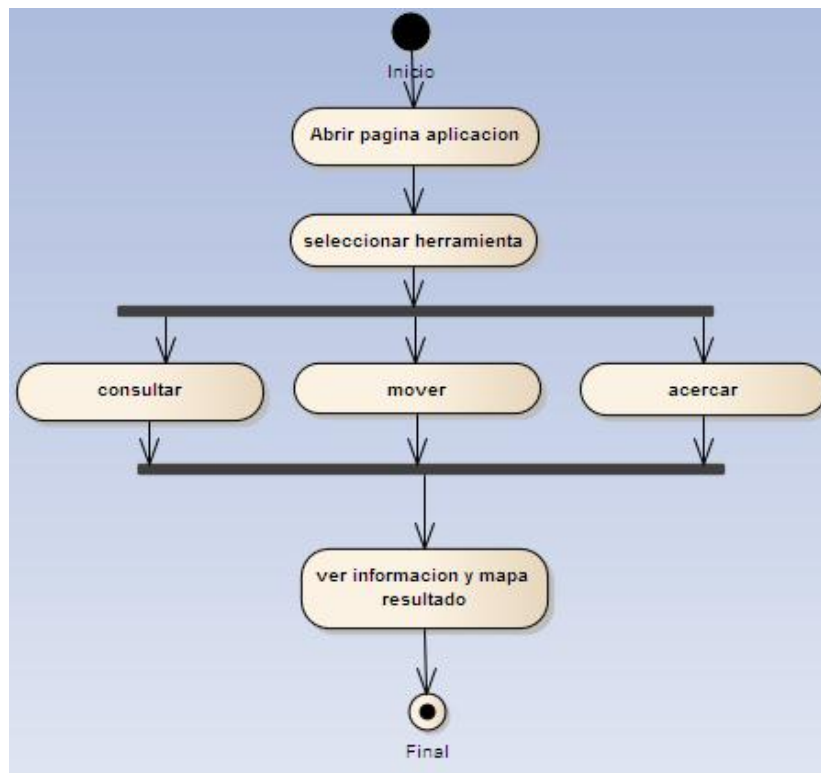 Inicio
Abrir pagina aplicacion
seleccionar herramienta
consultar
mover
acercar
ver informacion y mapa
resultado
Final